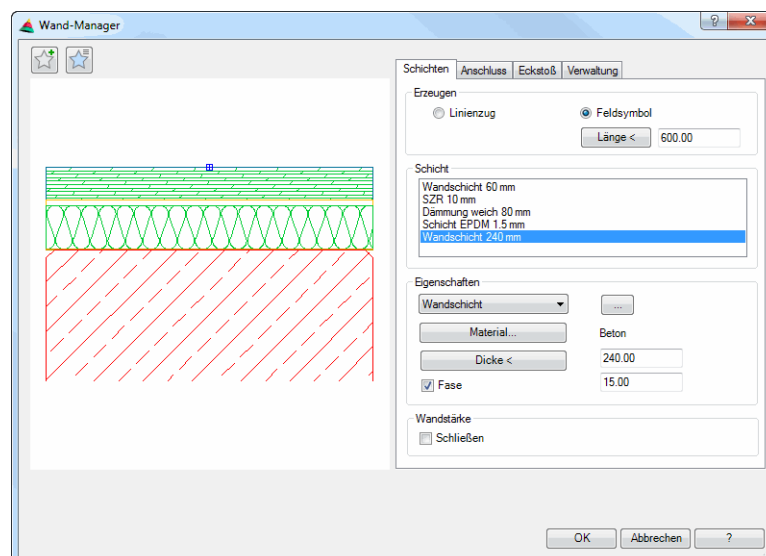 Wand-Manager
Schichten Anschluss Eckstoß Verwaltung
Erzeugen
Linienzug Feldsymbol
Länge < 600.00
Schicht
Wandschicht 60 mm
SZR 10 mm
Dämmung weich 80 mm
Schicht EPDM 1.5 mm
Wandschicht 240 mm
Eigenschaften
Wandschicht ...
Material... Beton
Dicke < 240.00
Fase 15.00
Wandstärke
Schließen
OK Abbrechen ?